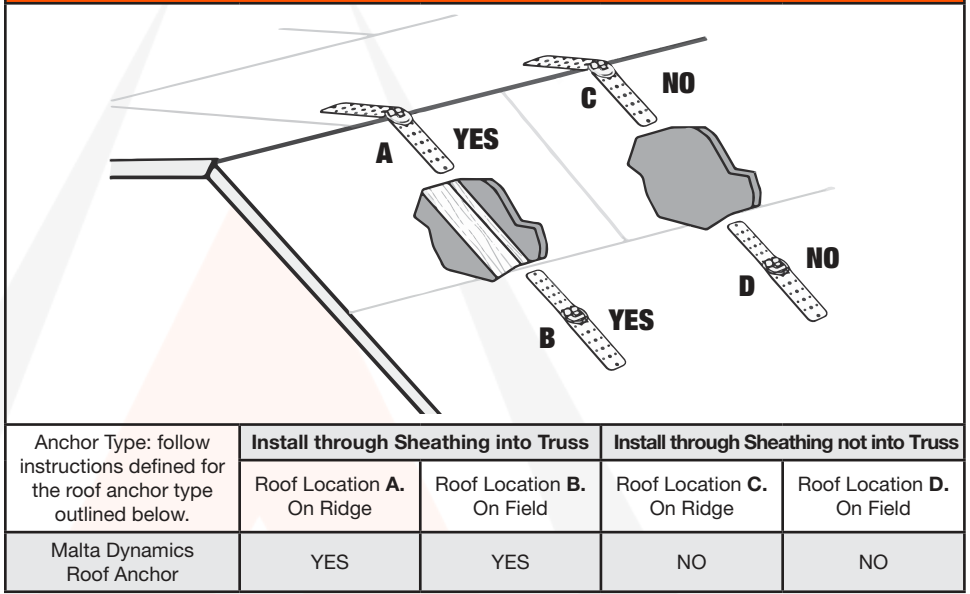 C
NO
A
YES
D
NO
B
YES
Anchor Type: follow
instructions defined for
the roof anchor type
outlined below.
Install through Sheathing into Truss
Install through Sheathing not into Truss
Roof Location A.
On Ridge
Roof Location B.
On Field
Roof Location C.
On Ridge
Roof Location D.
On Field
Malta Dynamics
Roof Anchor
YES
YES
NO
NO